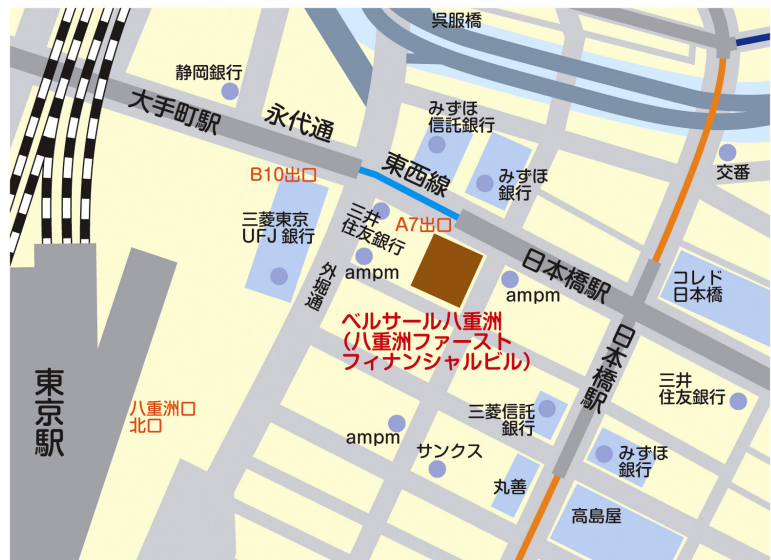 呉服橋
静岡銀行
大手町駅
永代通
みずほ
信託銀行
東西線
みずほ
銀行
交番
B10出口
三菱東京
UFJ銀行
三井
住友銀行
A7出口
ampm
外堀通
日本橋駅
ampm
コレド
日本橋
ベルサール八重洲
(八重洲ファースト
フィナンシャルビル)
日本橋駅
東京駅
八重洲口
北口
三井
住友銀行
三菱信託
銀行
ampm
サンクス
みずほ
銀行
丸善
高島屋